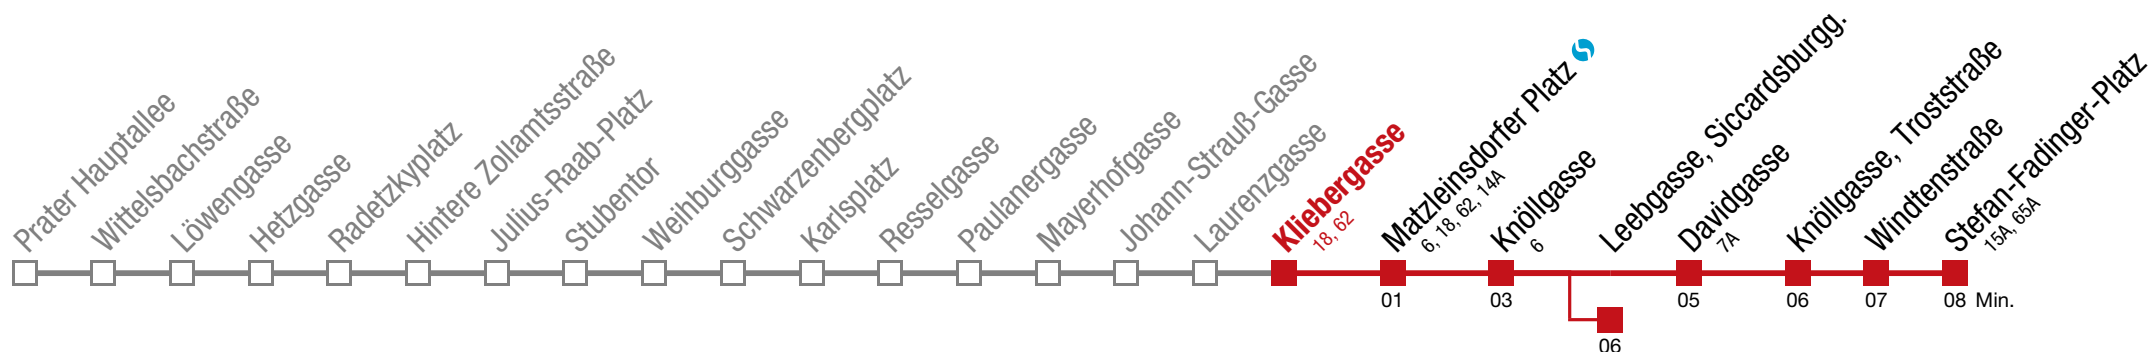 Prater Hauptallee
Wittelsbachstraße
Löwengasse
Hetzgasse
Radetzkyplatz
Hintere Zollamtsstraße
Julius-Raab-Platz
Stubentor
Weihburggasse
Schwarzenbergplatz
Karlsplatz
Resselgasse
Paulanergasse
Mayerhofgasse
Johann-Strauß-Gasse
Laurenzgasse
Kliebergasse
18, 62
Matzleinsdorfer Platz
6, 18, 62, 14A
Knöllgasse
6
Leebgasse, Siccardsburgg.
Davidgasse
7A
Knöllgasse, Troststraße
Windtenstraße
Stefan-Fadinger-Platz
15A, 65A
01 03 05 06 07 08 Min.
06